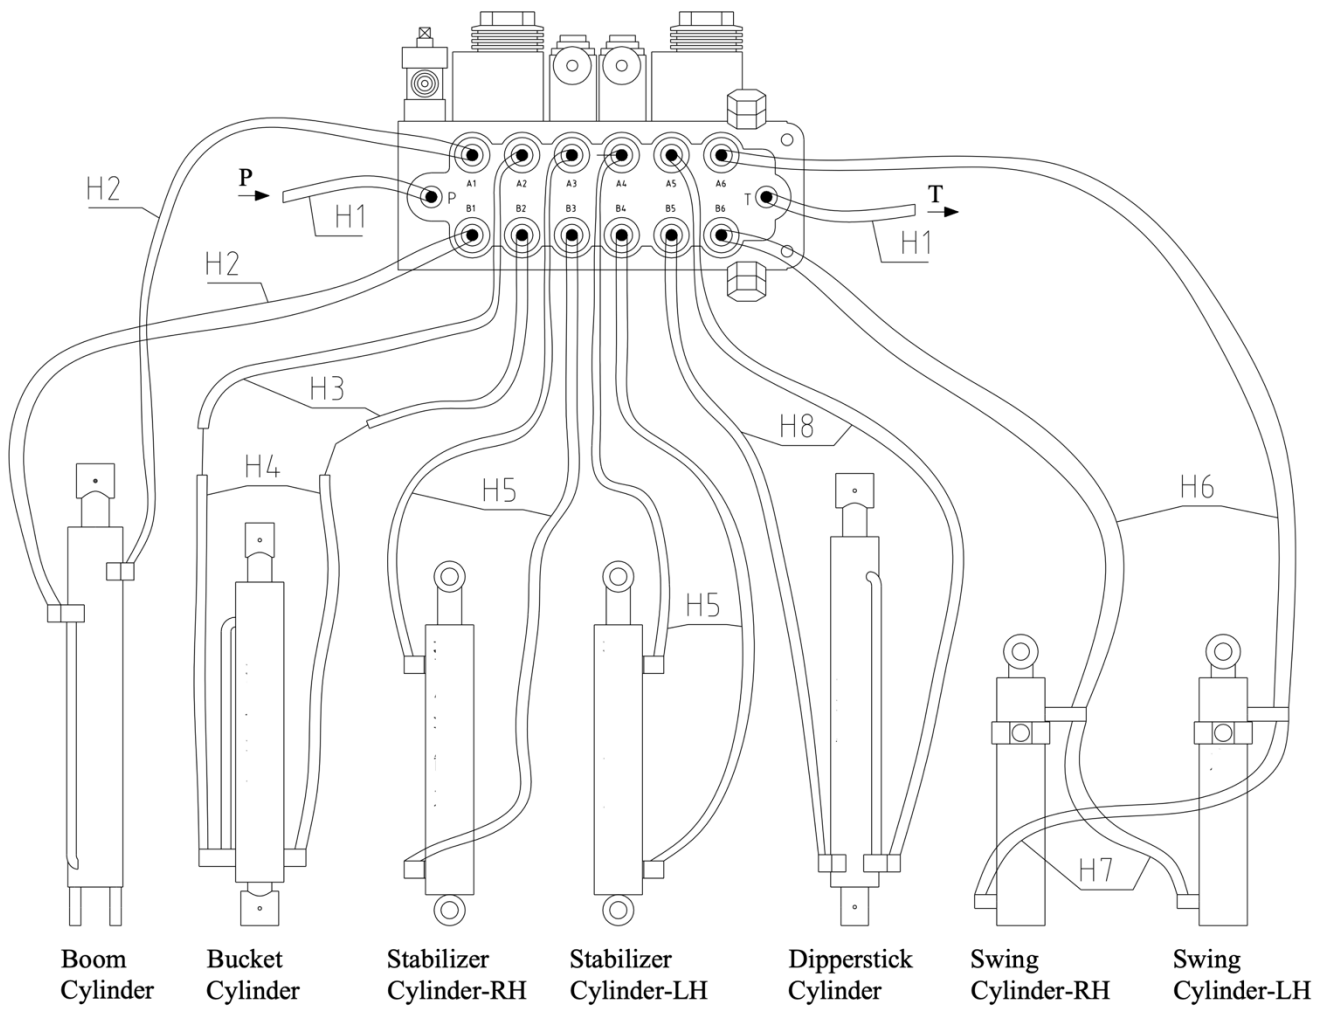 A1 A2 A3 A4 A5 A6
P
H2
P
T
T
B1 B2 B3 B4 B5 B6
H1
H1
H2
H3
H8
H4
H5
H6
H5
H7
Boom
Cylinder
Bucket
Cylinder
Stabilizer
Cylinder-RH
Stabilizer
Cylinder-LH
Dipperstick
Cylinder
Swing
Cylinder-RH
Swing
Cylinder-LH